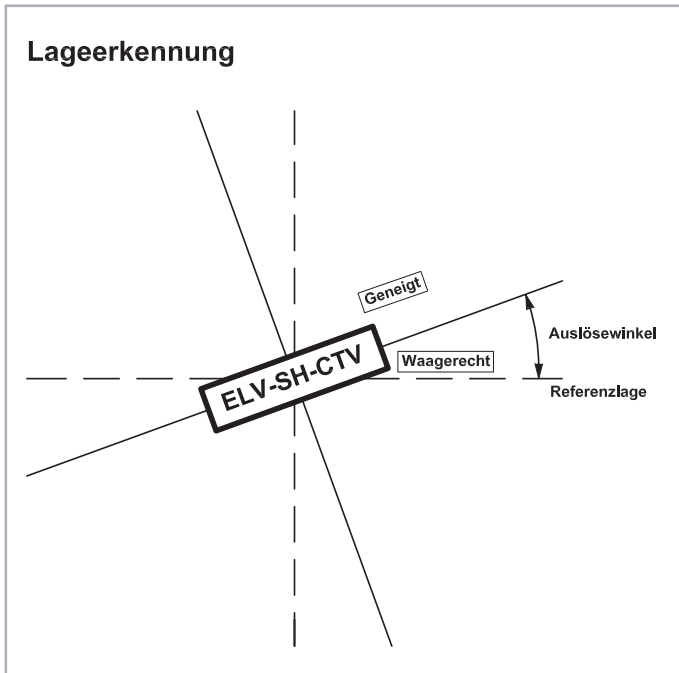 Lageerkennung
Geneigt
Auslösewinkel
ELV-SH-CTV
Waagerecht
Referenzlage